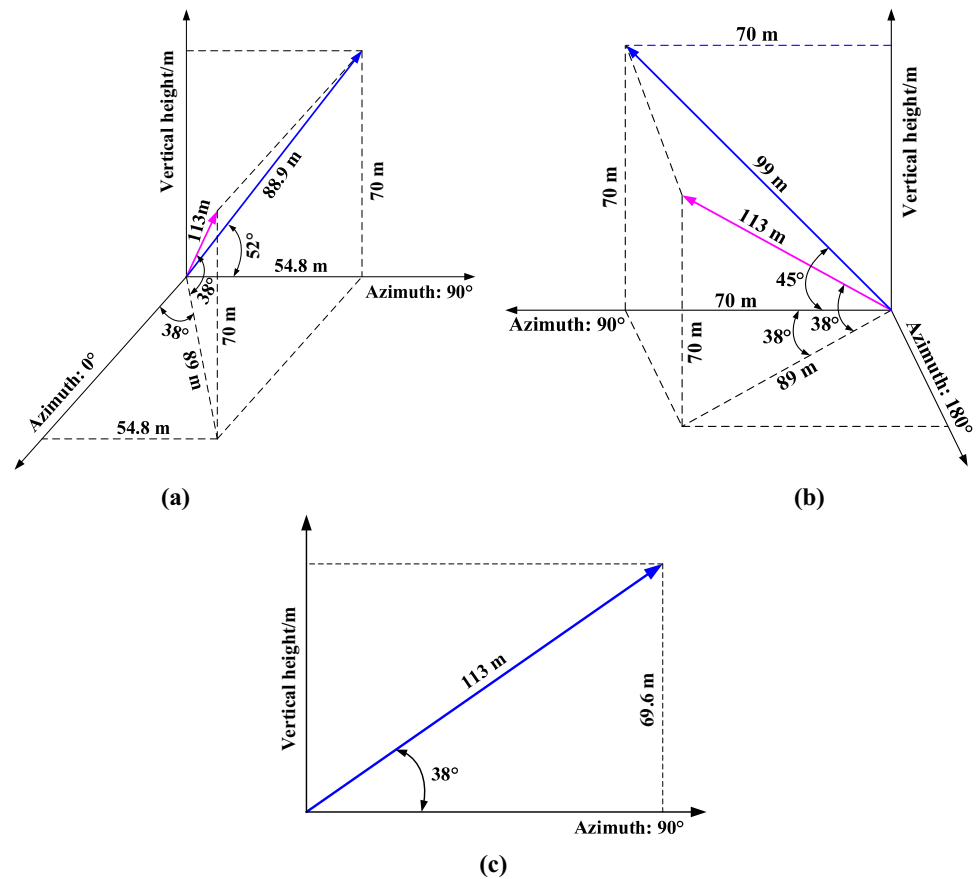 Vertical height/m
113m
88.9 m
70 m
52°
54.8 m
Azimuth: 90°
38°
38°
70 m
89 m
Azimuth: 0°
54.8 m
(a)
70 m
Vertical height/m
99 m
70 m
113 m
45°
70 m
Azimuth: 90°
38°
38°
70 m
89 m
Azimuth: 180°
(b)
Vertical height/m
113 m
69.6 m
38°
Azimuth: 90°
(c)